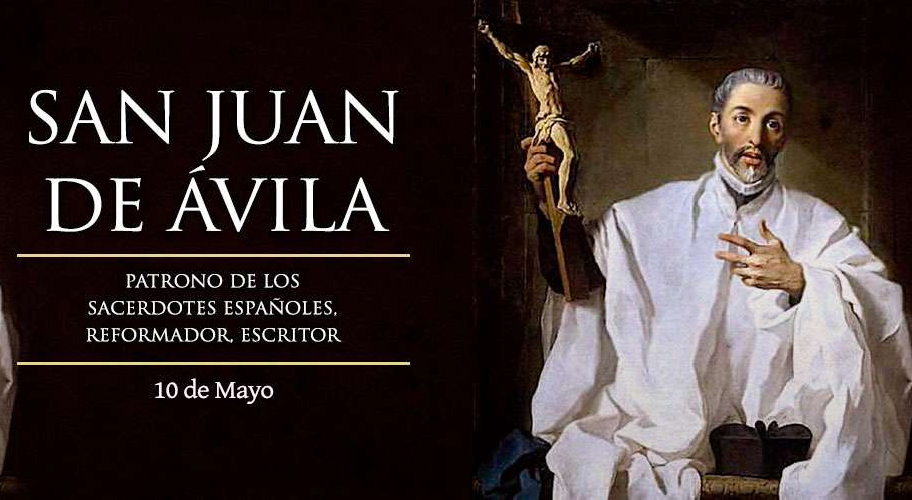 SAN JUAN
DE ÁVILA
PATRONO DE LOS
SACERDOTES ESPAÑOLES,
REFORMADOR, ESCRITOR
10 de Mayo